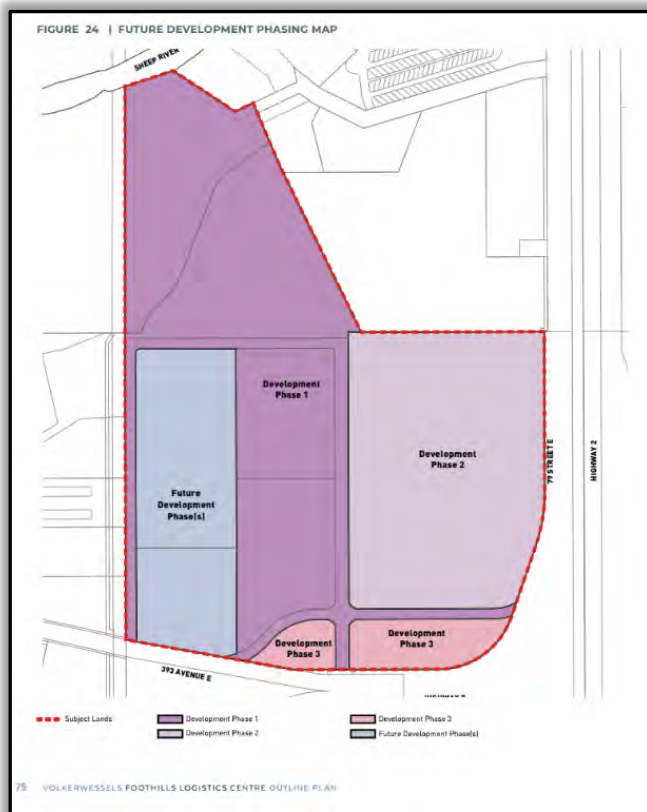 FIGURE 24 | FUTURE DEVELOPMENT PHASING MAP
SHEEP RIVER
Development
Phase 1
Development
Phase 2
79 STREET E
HIGHWAY 2
Future
Development
Phase(s)
Development
Phase 3
Development
Phase 3
393 AVENUE E
Subject Lands
Development Phase 1
Development Phase 3
Development Phase 2
Future Development Phase(s)
75 VOLKERWESSELS FOOTHILLS LOGISTICS CENTRE OUTLINE PLAN